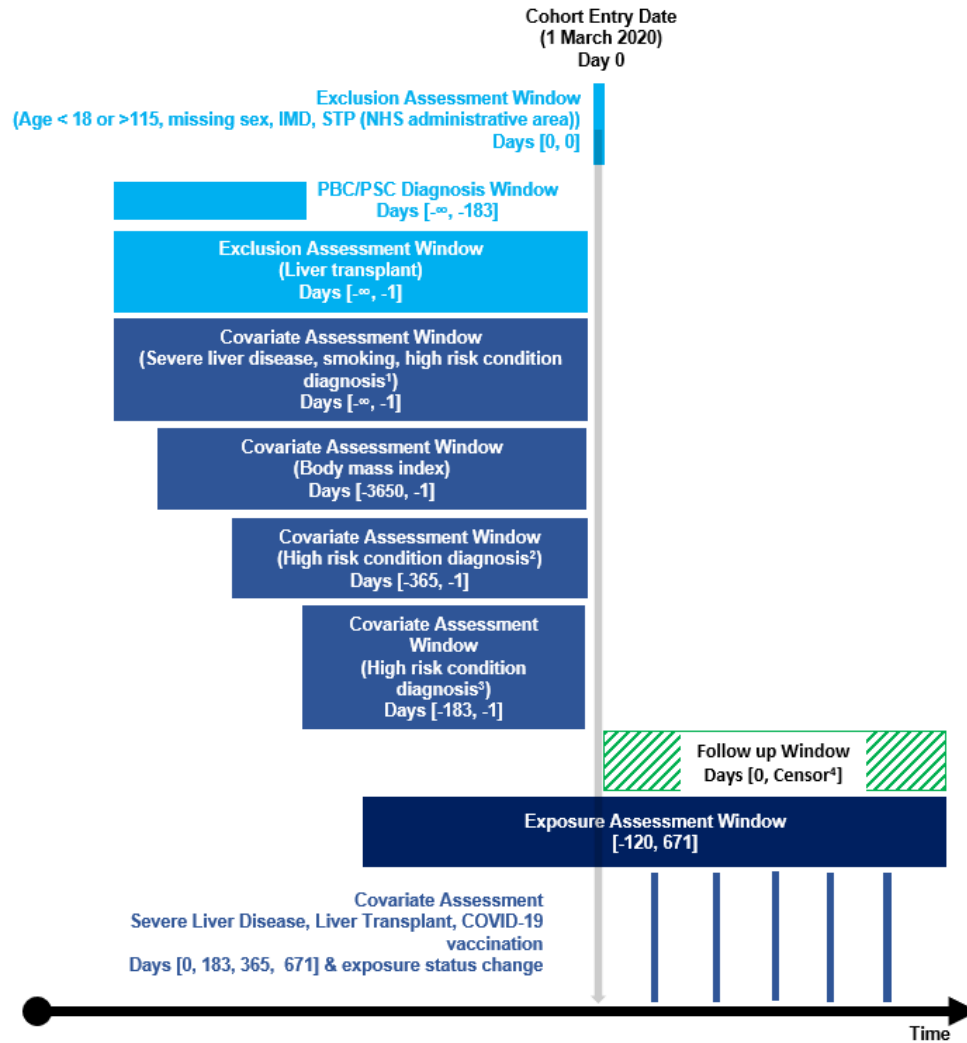 Cohort Entry Date
(1 March 2020)
Day 0
Exclusion Assessment Window
(Age < 18 or >115, missing sex, IMD, STP (NHS administrative area))
Days [0, 0]
PBC/PSC Diagnosis Window
Days [-∞, -183]
Exclusion Assessment Window
(Liver transplant)
Days [-∞, -1]
Covariate Assessment Window
(Severe liver disease, smoking, high risk condition
diagnosis¹)
Days [-∞, -1]
Covariate Assessment Window
(Body mass index)
Days [-3650, -1]
Covariate Assessment Window
(High risk condition diagnosis²)
Days [-365, -1]
Covariate Assessment
Window
(High risk condition
diagnosis³)
Days [-183, -1]
Follow up Window
Days [0, Censor⁴]
Exposure Assessment Window
[-120, 671]
Covariate Assessment
Severe Liver Disease, Liver Transplant, COVID-19
vaccination
Days [0, 183, 365, 671] & exposure status change
Time